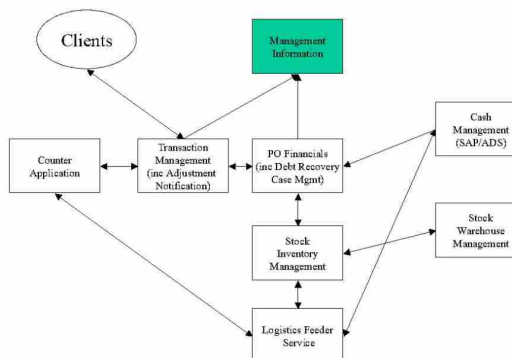 Clients
Management
Information
Cash
Management
(SAP/ADS)
Counter
Application
Transaction
Management
(inc Adjustment
Notification)
PO Financials
(inc Debt Recovery
Case Mgmt)
Stock
Warehouse
Management
Stock
Inventory
Management
Logistics Feeder
Service